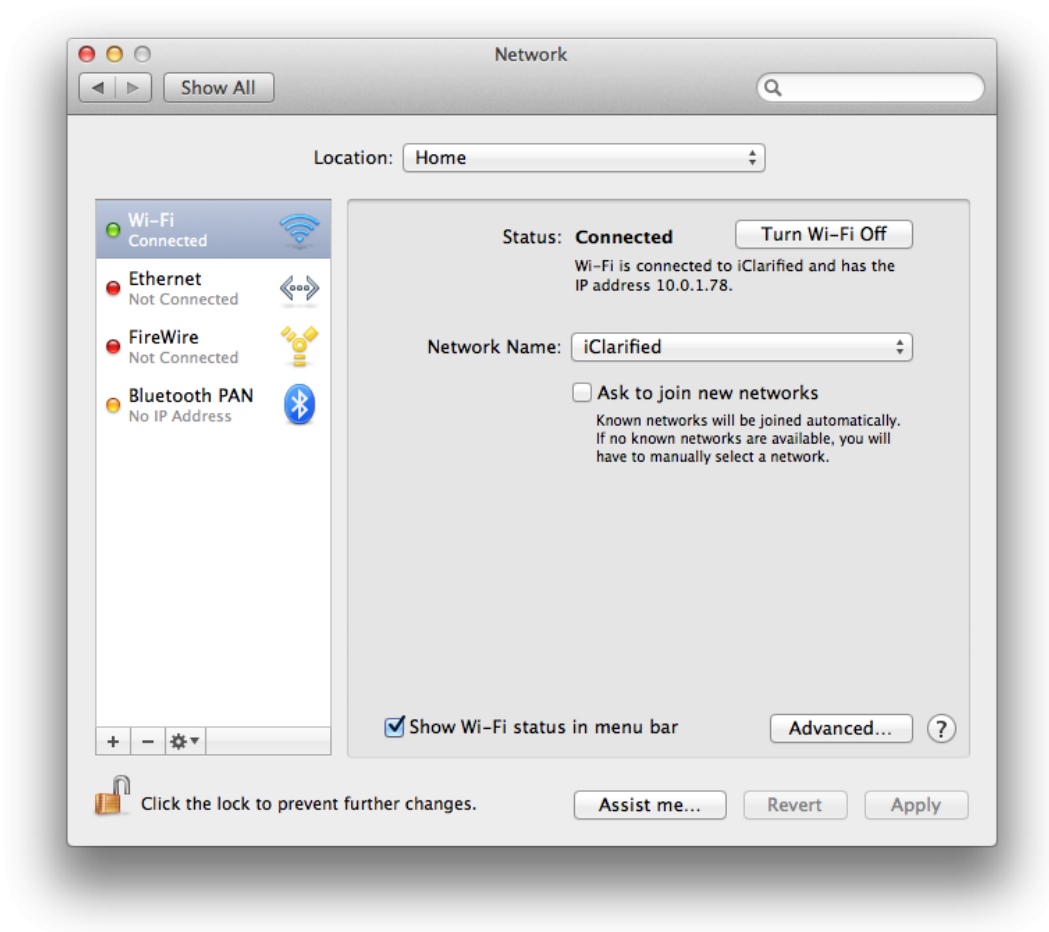 Network
Show All
Location: Home
Wi-Fi
Connected
Ethernet
Not Connected
FireWire
Not Connected
Bluetooth PAN
No IP Address
Status: Connected
Turn Wi-Fi Off
Wi-Fi is connected to iClarified and has the
IP address 10.0.1.78.
Network Name: iClarified
Ask to join new networks
Known networks will be joined automatically.
If no known networks are available, you will
have to manually select a network.
Show Wi-Fi status in menu bar
Advanced...
?
Click the lock to prevent further changes.
Assist me...
Revert
Apply